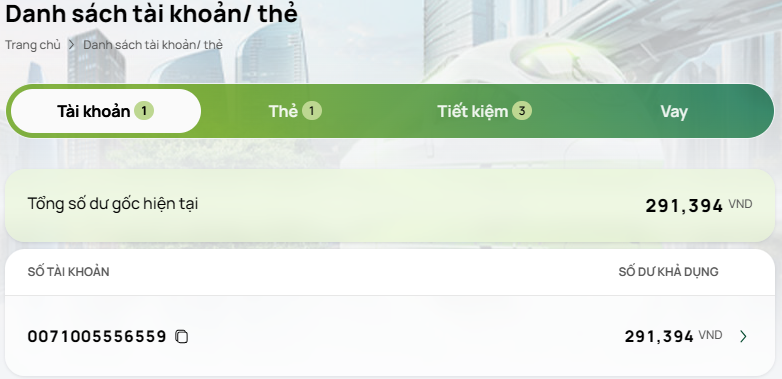 Danh sách tài khoản/ thẻ
Trang chủ > Danh sách tài khoản/ thẻ
Tài khoản 1 Thẻ 1 Tiết kiệm 3 Vay
Tổng số dư gốc hiện tại 291,394 VND
SỐ TÀI KHOẢN SỐ DƯ KHẢ DỤNG
0071005556559 291,394 VND